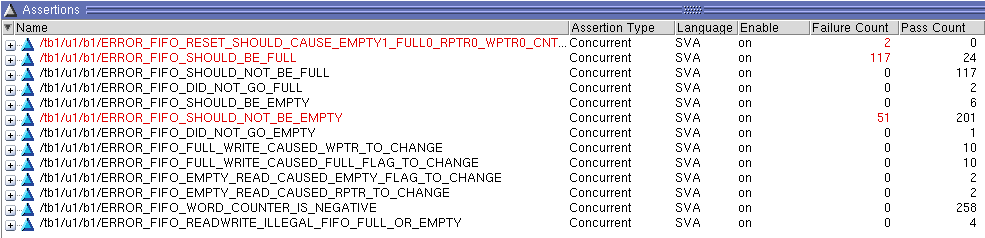 Assertions
Name Assertion Type Language Enable Failure Count Pass Count
/tb1/u1/b1/ERROR_FIFO_RESET_SHOULD_CAUSE_EMPTY1_FULL0_RPTR0_WPTR0_CNT... Concurrent SVA on 2 0
/tb1/u1/b1/ERROR_FIFO_SHOULD_BE_FULL Concurrent SVA on 117 24
/tb1/u1/b1/ERROR_FIFO_SHOULD_NOT_BE_FULL Concurrent SVA on 0 117
/tb1/u1/b1/ERROR_FIFO_DID_NOT_GO_FULL Concurrent SVA on 0 2
/tb1/u1/b1/ERROR_FIFO_SHOULD_BE_EMPTY Concurrent SVA on 0 6
/tb1/u1/b1/ERROR_FIFO_SHOULD_NOT_BE_EMPTY Concurrent SVA on 51 201
/tb1/u1/b1/ERROR_FIFO_DID_NOT_GO_EMPTY Concurrent SVA on 0 1
/tb1/u1/b1/ERROR_FIFO_FULL_WRITE_CAUSED_WPTR_TO_CHANGE Concurrent SVA on 0 10
/tb1/u1/b1/ERROR_FIFO_FULL_WRITE_CAUSED_FULL_FLAG_TO_CHANGE Concurrent SVA on 0 10
/tb1/u1/b1/ERROR_FIFO_EMPTY_READ_CAUSED_EMPTY_FLAG_TO_CHANGE Concurrent SVA on 0 2
/tb1/u1/b1/ERROR_FIFO_EMPTY_READ_CAUSED_RPTR_TO_CHANGE Concurrent SVA on 0 2
/tb1/u1/b1/ERROR_FIFO_WORD_COUNTER_IS_NEGATIVE Concurrent SVA on 0 258
/tb1/u1/b1/ERROR_FIFO_READWRITE_ILLEGAL_FIFO_FULL_OR_EMPTY Concurrent SVA on 0 4